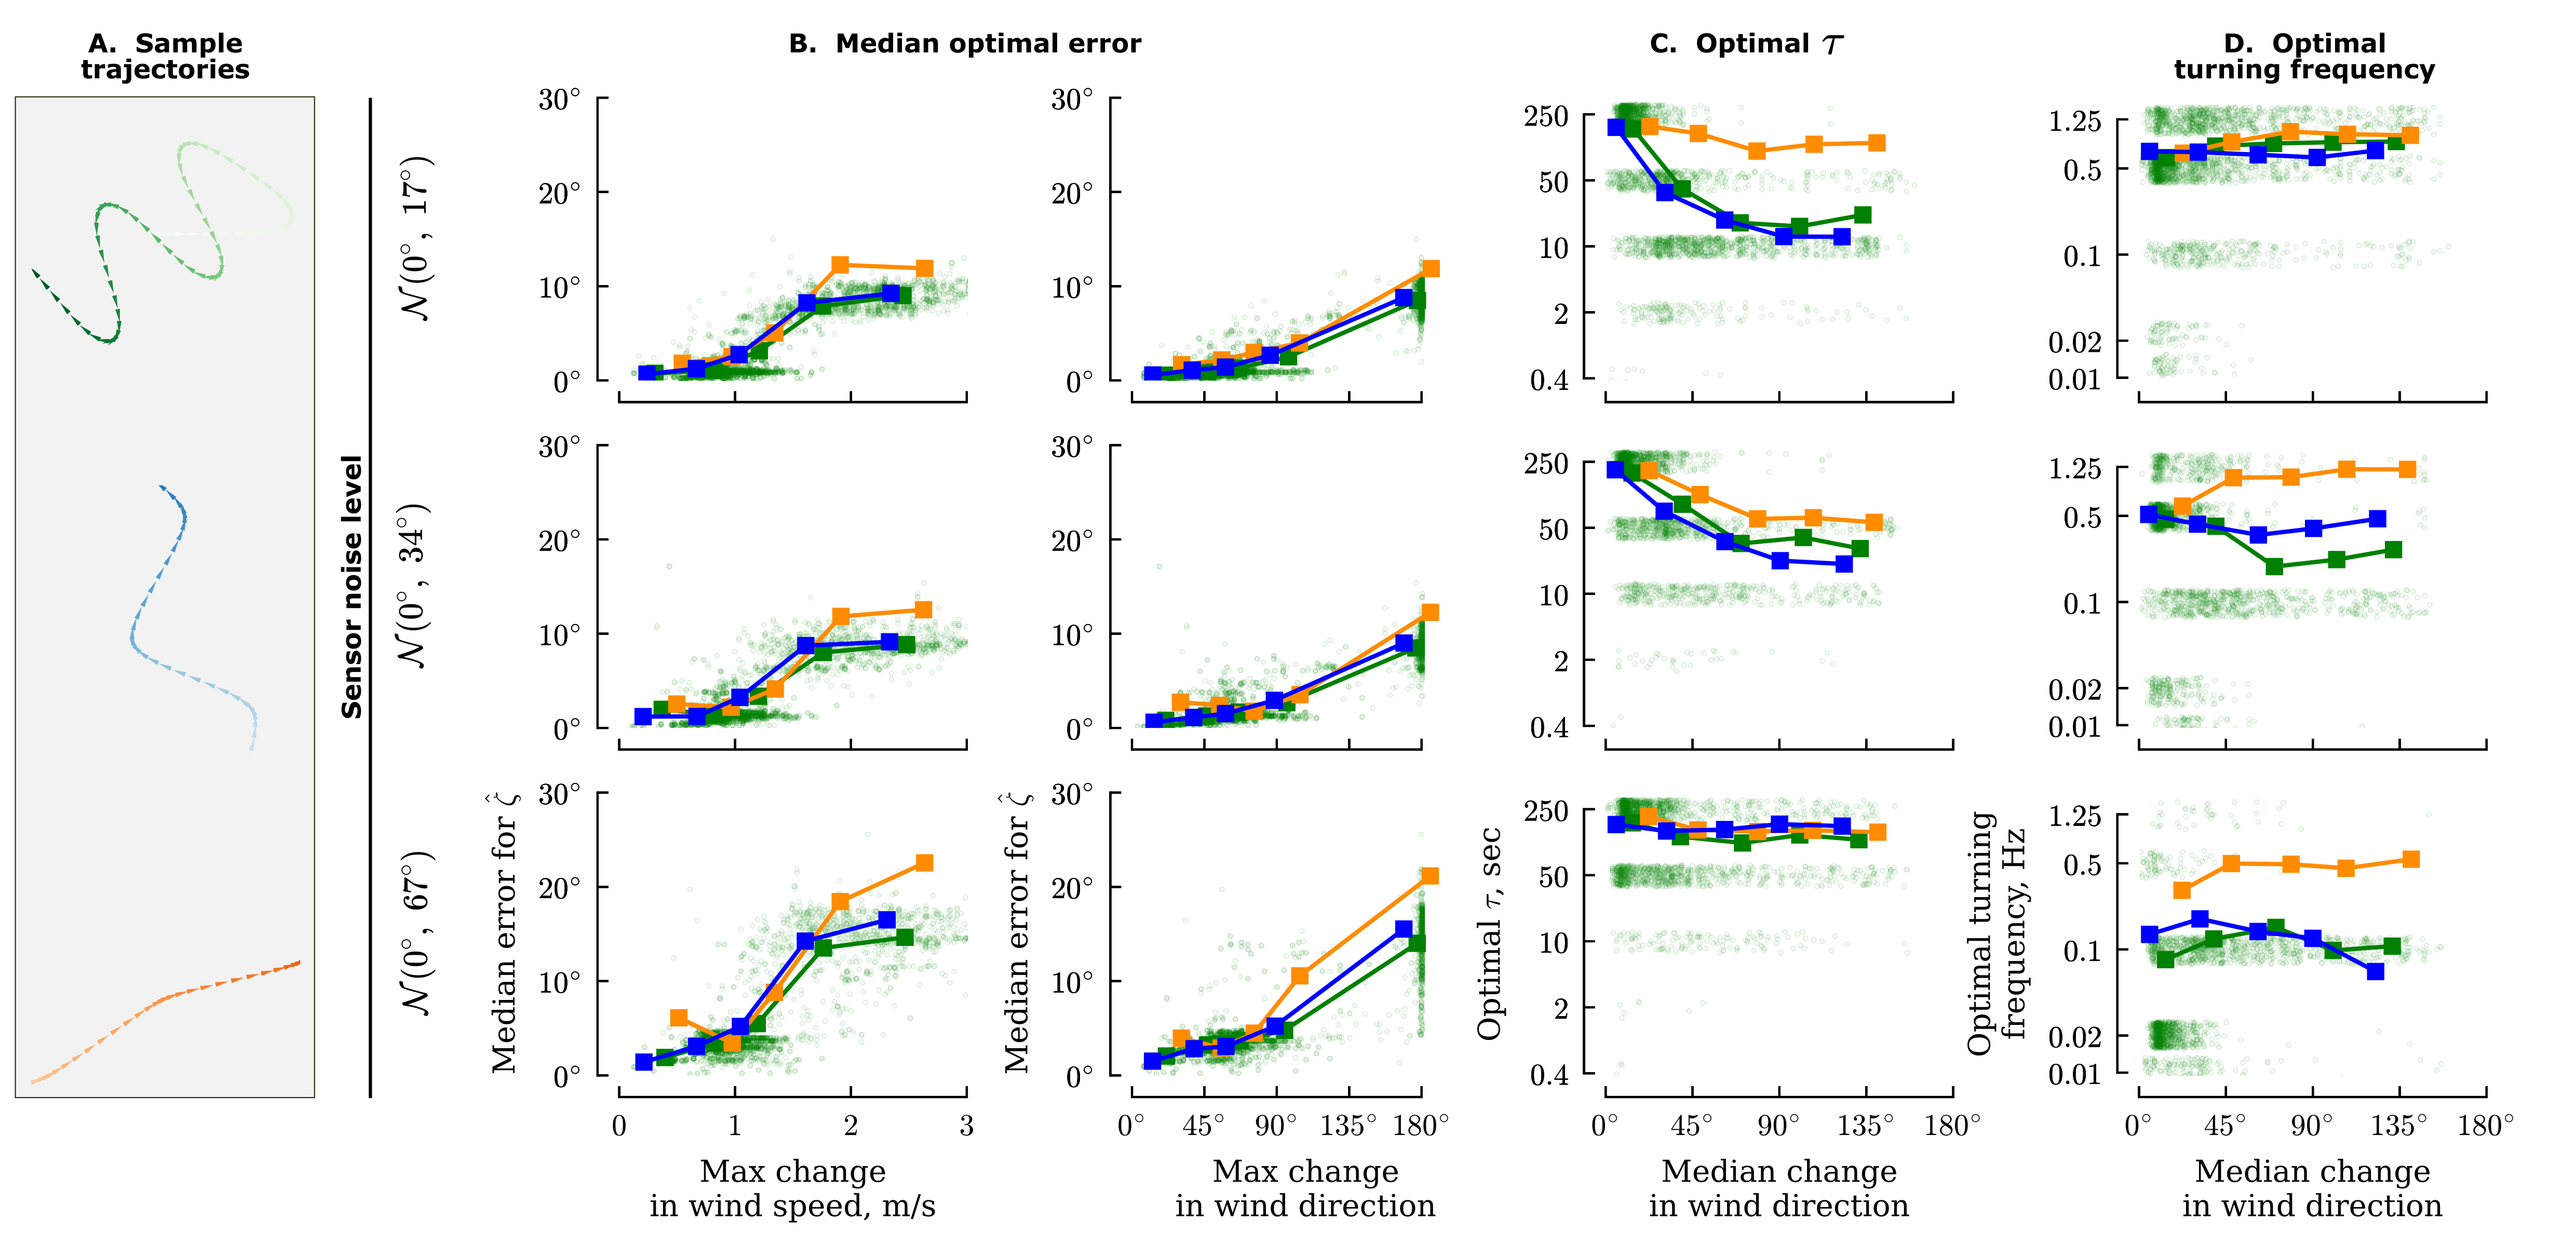 A. Sample
trajectories
B. Median optimal error
C. Optimal τ
D. Optimal
turning frequency
Sensor noise level
𝒩(0°, 17°)
30°
20°
10°
0°
30°
20°
10°
0°
250
50
10
2
0.4
1.25
0.5
0.1
0.02
0.01
𝒩(0°, 34°)
30°
20°
10°
0°
30°
20°
10°
0°
250
50
10
2
0.4
1.25
0.5
0.1
0.02
0.01
𝒩(0°, 67°)
Median error for ζ̂
30°
20°
10°
0°
Median error for ζ̂
30°
20°
10°
0°
Optimal τ, sec
250
50
10
2
0.4
Optimal turning
frequency, Hz
1.25
0.5
0.1
0.02
0.01
0 1 2 3
0° 45° 90° 135° 180°
0° 45° 90° 135° 180°
0° 45° 90° 135° 180°
Max change
in wind speed, m/s
Max change
in wind direction
Median change
in wind direction
Median change
in wind direction